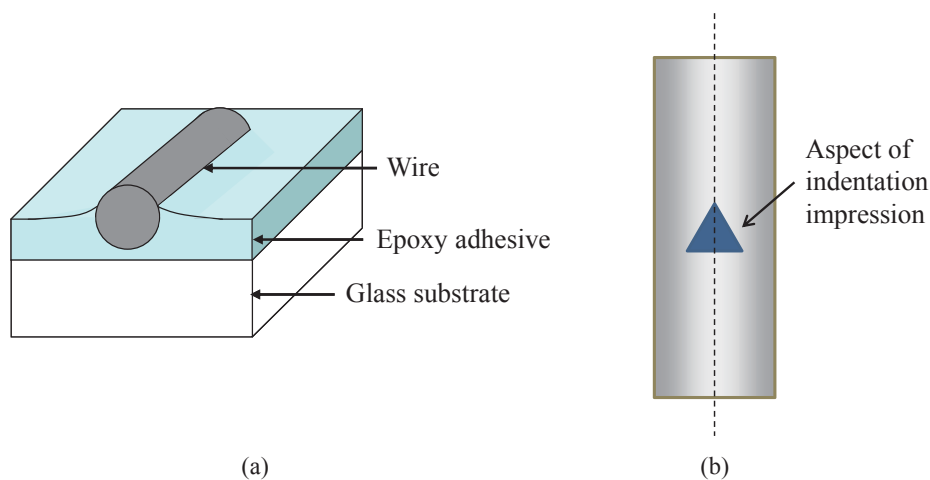 Wire
Epoxy adhesive
Glass substrate
Aspect of
indentation
impression
(a)
(b)